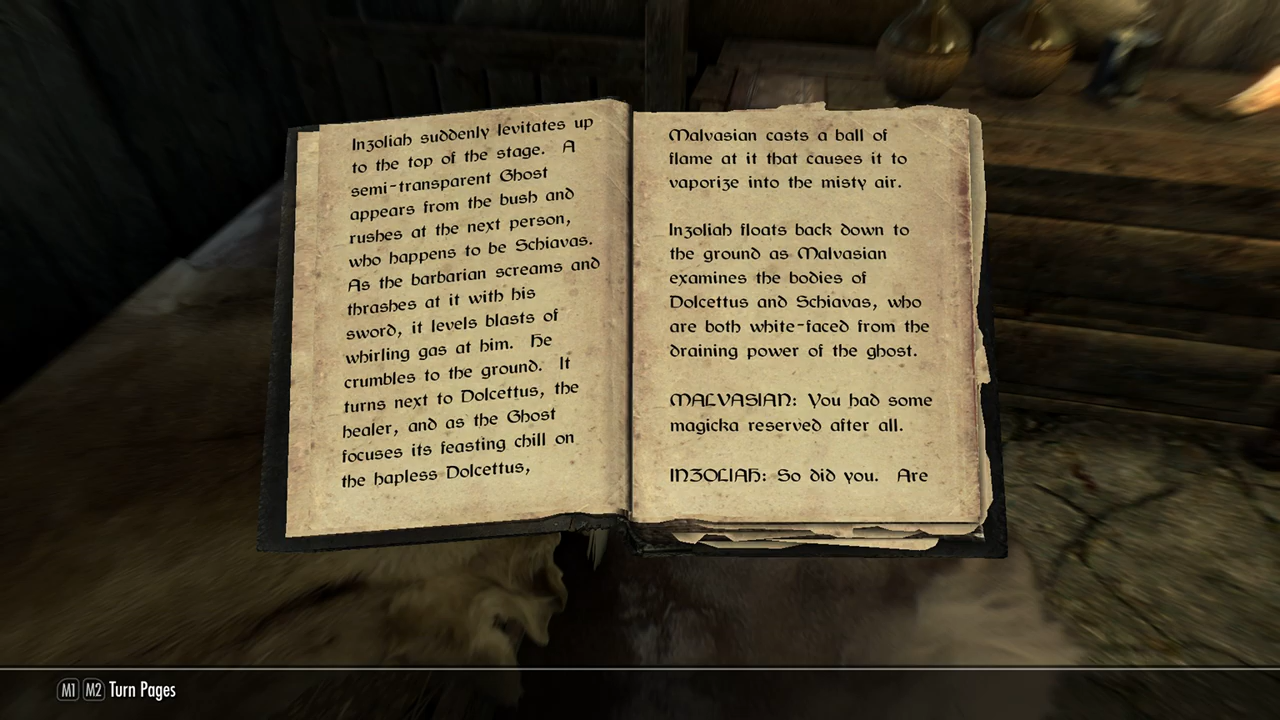 Inzoliah suddenly levitates up
to the top of the stage. A
semi-transparent Ghost
appears from the bush and
rushes at the next person,
who happens to be Schiavas.
As the barbarian screams and
thrashes at it with his
sword, it levels blasts of
whirling gas at him. He
crumbles to the ground. It
turns next to Dolcettus, the
healer, and as the Ghost
focuses its feasting chill on
the hapless Dolcettus,
Malvasian casts a ball of
flame at it that causes it to
vaporize into the misty air.
Inzoliah floats back down to
the ground as Malvasian
examines the bodies of
Dolcettus and Schiavas, who
are both white-faced from the
draining power of the ghost.
MALVASIAN: You had some
magicka reserved after all.
INZOLIAH: So did you. Are
M1 M2 Turn Pages